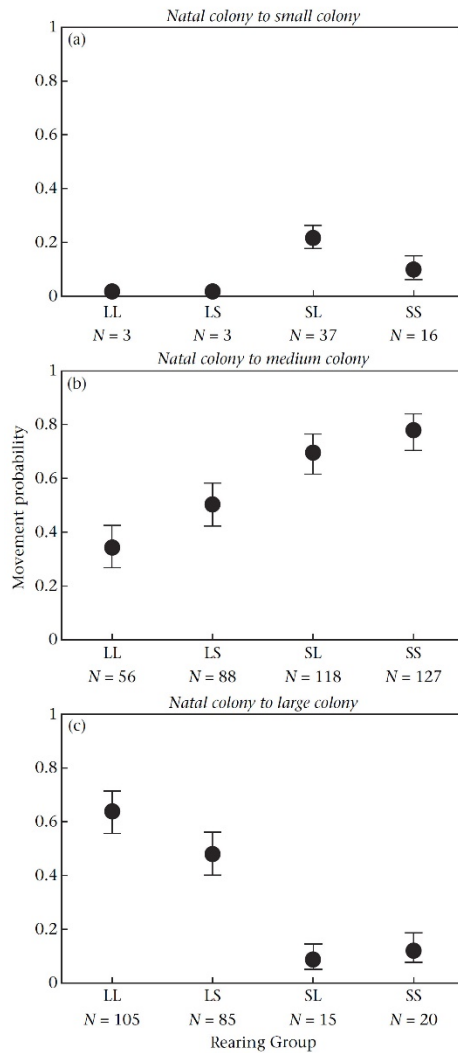 Natal colony to small colony
(a)
1
0.8
0.6
0.4
0.2
0
LL LS SL SS
N = 3 N = 3 N = 37 N = 16
Natal colony to medium colony
(b)
1
0.8
0.6
0.4
0.2
0
Movement probability
LL LS SL SS
N = 56 N = 88 N = 118 N = 127
Natal colony to large colony
(c)
1
0.8
0.6
0.4
0.2
0
LL LS SL SS
N = 105 N = 85 N = 15 N = 20
Rearing Group